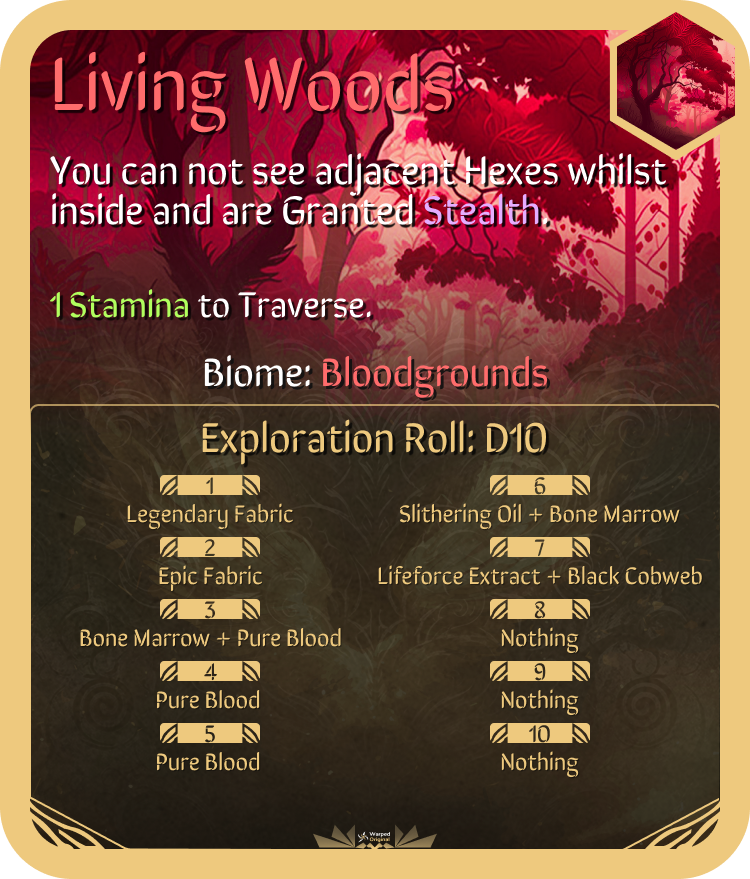 Living Woods
You can not see adjacent Hexes whilst
inside and are Granted Stealth.
1 Stamina to Traverse.
Biome: Bloodgrounds
Exploration Roll: D10
1
Legendary Fabric
2
Epic Fabric
3
Bone Marrow + Pure Blood
4
Pure Blood
5
Pure Blood
6
Slithering Oil + Bone Marrow
7
Lifeforce Extract + Black Cobweb
8
Nothing
9
Nothing
10
Nothing
Warped
Original